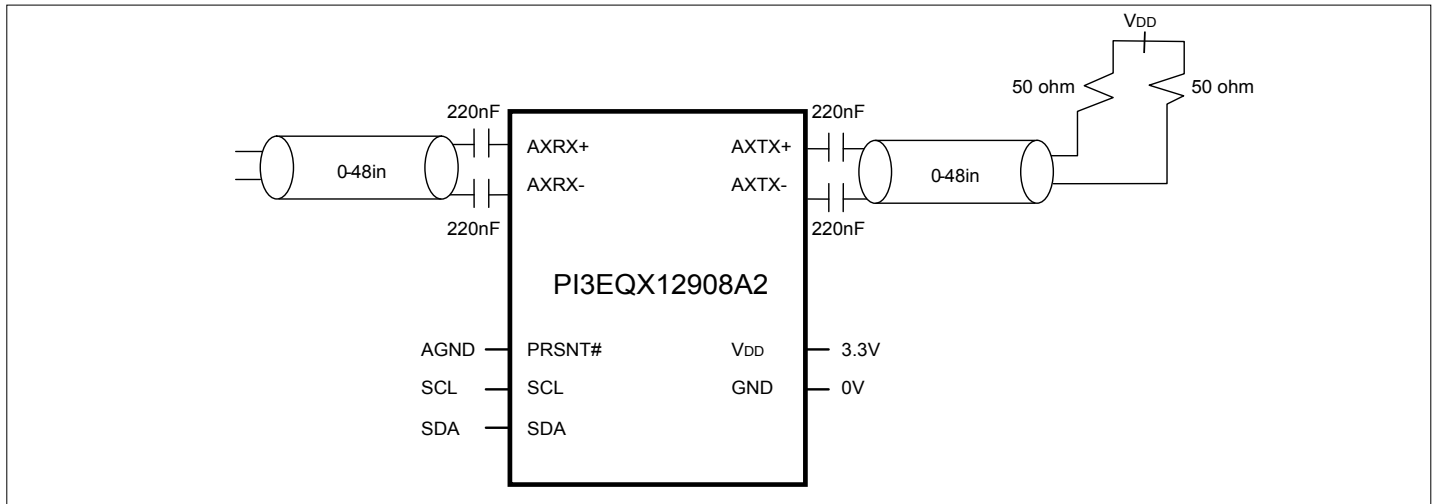 VDD
50 ohm 50 ohm
220nF 220nF
AXRX+ AXTX+
0-48in 0-48in
AXRX- AXTX-
220nF 220nF
PI3EQX12908A2
AGND PRSNT# VDD 3.3V
SCL SCL GND 0V
SDA SDA